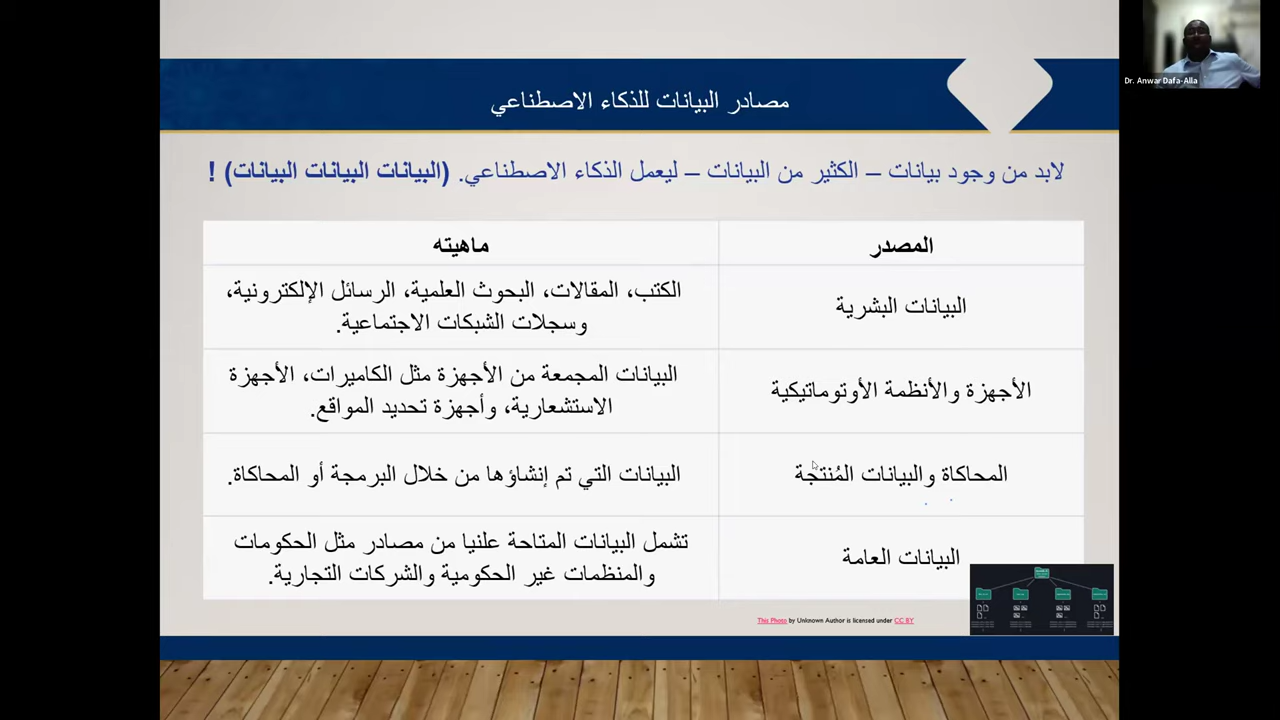 مصادر البيانات للذكاء الاصطناعي
لابد من وجود بيانات – الكثير من البيانات – ليعمل الذكاء الاصطناعي. (البيانات البيانات البيانات) !
المصدر
ماهيته
البيانات البشرية
الكتب، المقالات، البحوث العلمية، الرسائل الإلكترونية،
وسجلات الشبكات الاجتماعية.
الأجهزة والأنظمة الأوتوماتيكية
البيانات المجمعة من الأجهزة مثل الكاميرات، الأجهزة
الاستشعارية، وأجهزة تحديد المواقع.
المحاكاة والبيانات المُنتجَة
البيانات التي تم إنشاؤها من خلال البرمجة أو المحاكاة.
البيانات العامة
تشمل البيانات المتاحة علنيا من مصادر مثل الحكومات
والمنظمات غير الحكومية والشركات التجارية.
This Photo by Unknown Author is licensed under CC BY
Dr. Anwar Dafa-Alla